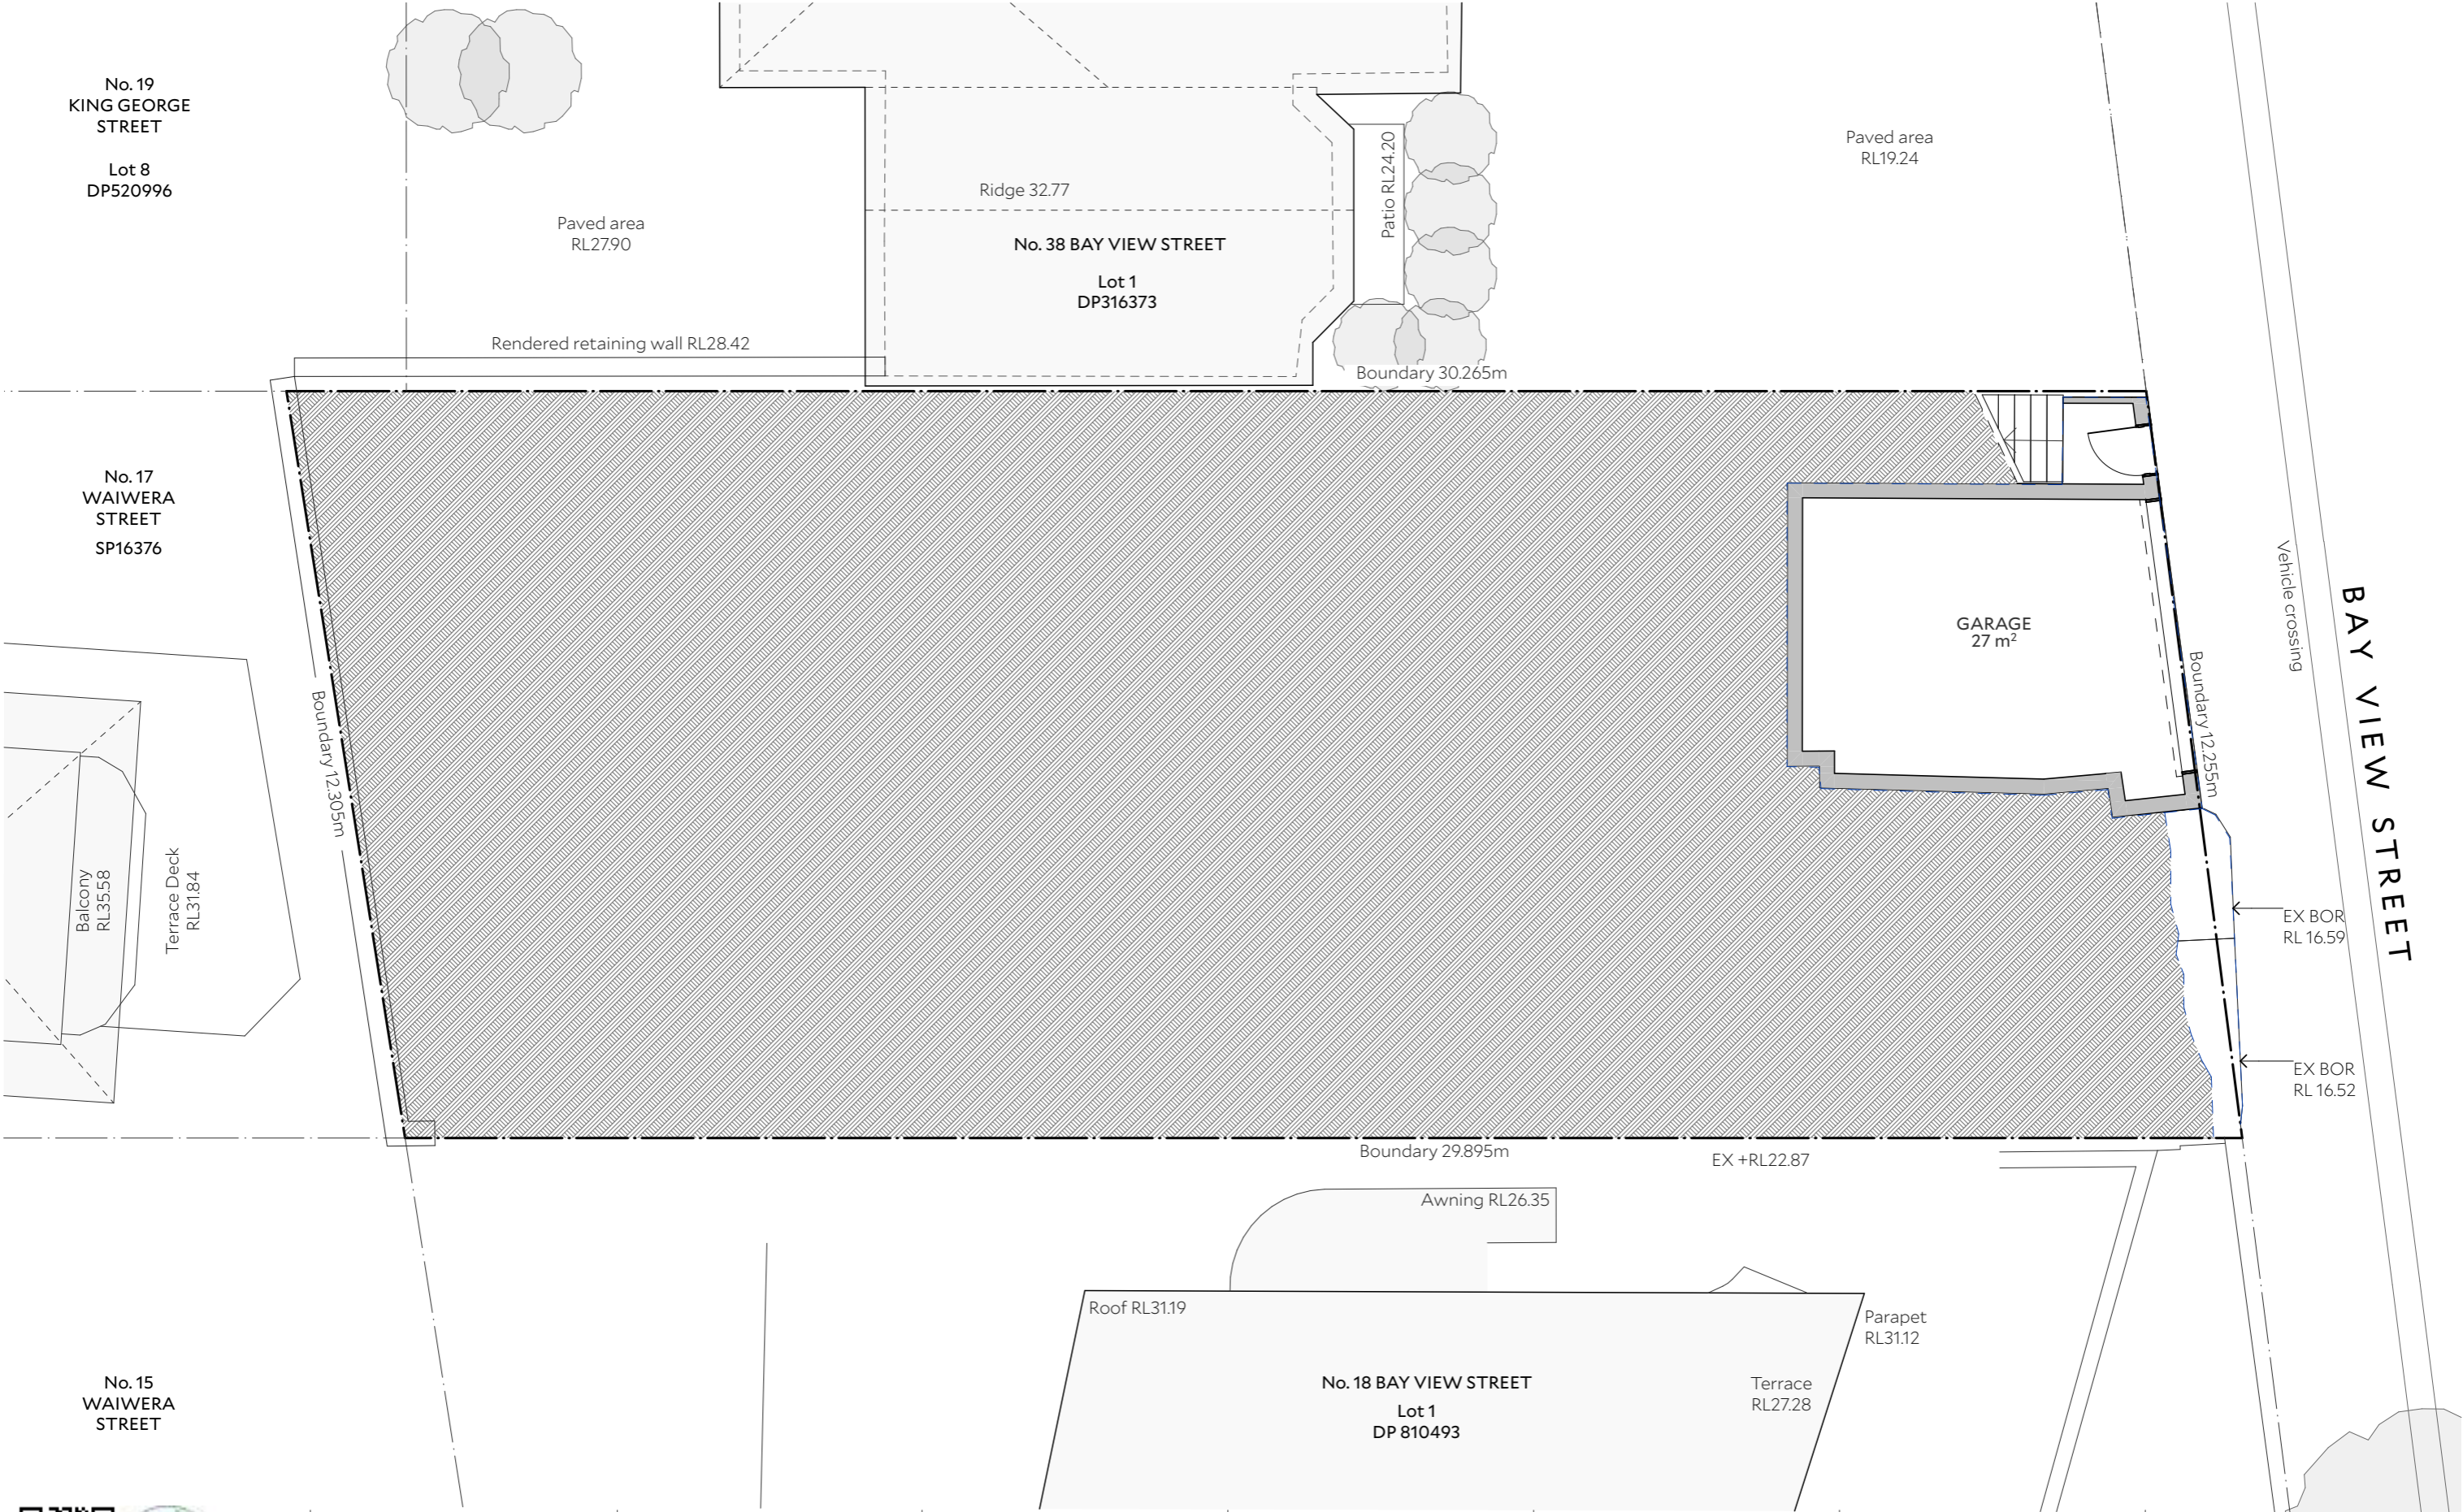 No. 19
KING GEORGE
STREET
Lot 8
DP520996
Paved area
RL27.90
Ridge 32.77
No. 38 BAY VIEW STREET
Lot 1
DP316373
Patio RL24.20
Paved area
RL19.24
Rendered retaining wall RL28.42
Boundary 30.265m
No. 17
WAIWERA
STREET
SP16376
Boundary 12.305m
Balcony
RL35.58
Terrace Deck
RL31.84
GARAGE
27 m²
Boundary 12.255m
Vehicle crossing
BAY VIEW STREET
EX BOR
RL 16.59
EX BOR
RL 16.52
Boundary 29.895m
EX +RL22.87
Awning RL26.35
Roof RL31.19
Parapet
RL31.12
No. 18 BAY VIEW STREET
Lot 1
DP 810493
Terrace
RL27.28
No. 15
WAIWERA
STREET